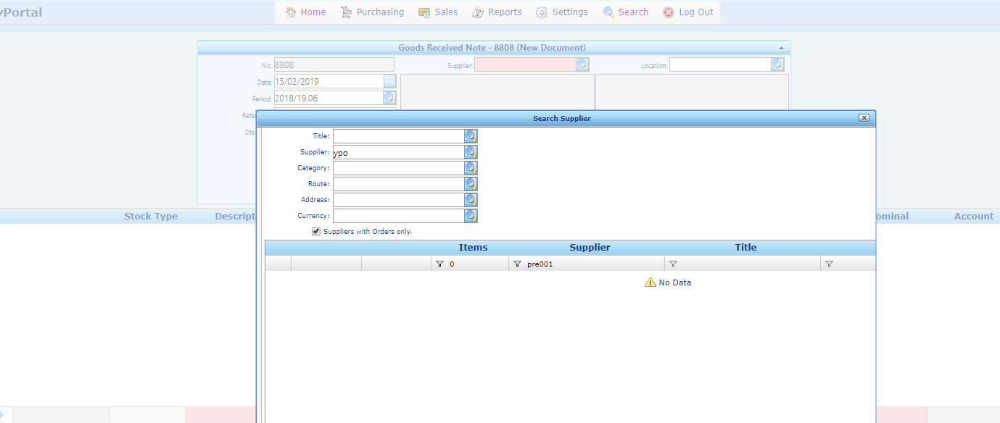 yPortal
Home Purchasing Sales Reports Settings Search Log Out
Goods Received Note - 8808 (New Document)
No: 8808 Supplier: Location:
Date: 15/02/2019
Period: 2018/19.06
Refe
Disc
Search Supplier
Title:
Supplier: ypo
Category:
Route:
Address:
Currency:
Suppliers with Orders only.
Stock Type Descript ominal Account
Items Supplier Title
0 pre001
No Data